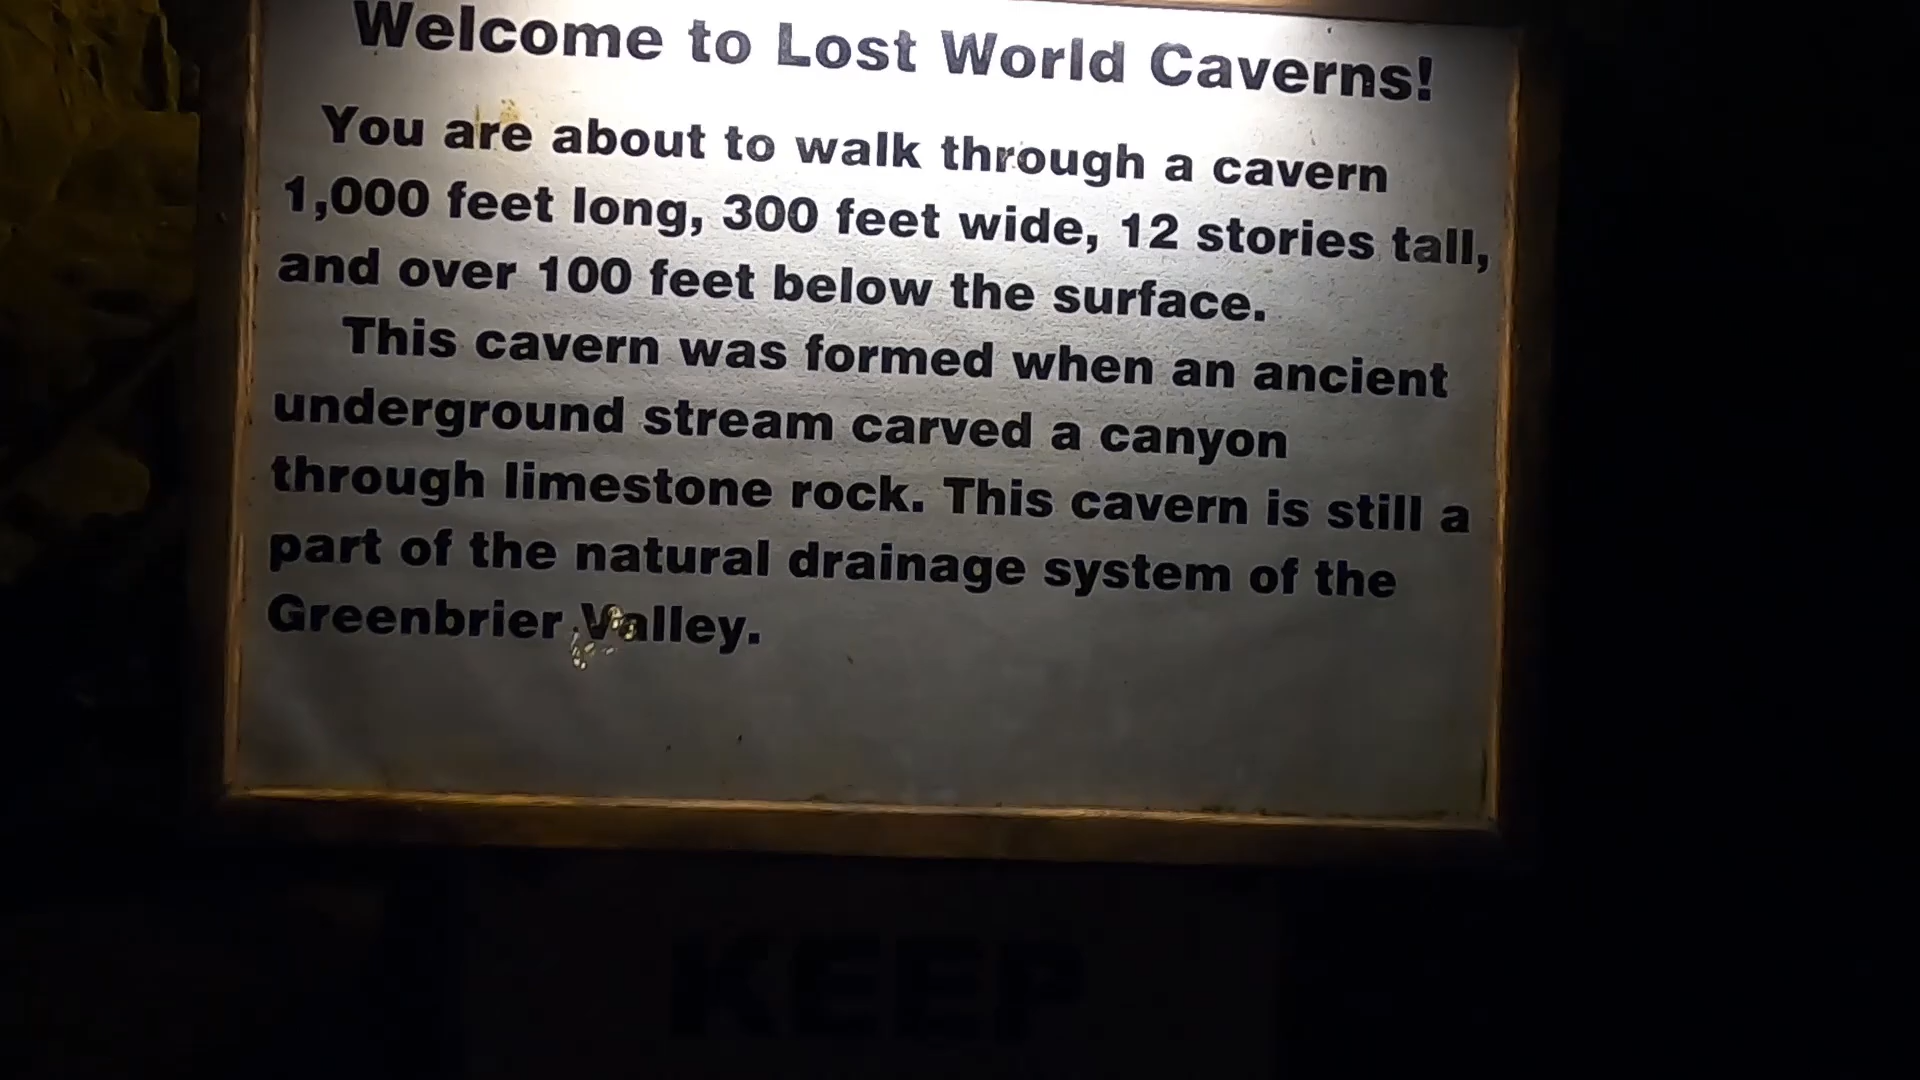 Welcome to Lost World Caverns!
You are about to walk through a cavern
1,000 feet long, 300 feet wide, 12 stories tall,
and over 100 feet below the surface.
This cavern was formed when an ancient
underground stream carved a canyon
through limestone rock. This cavern is still a
part of the natural drainage system of the
Greenbrier Valley.
KEEP